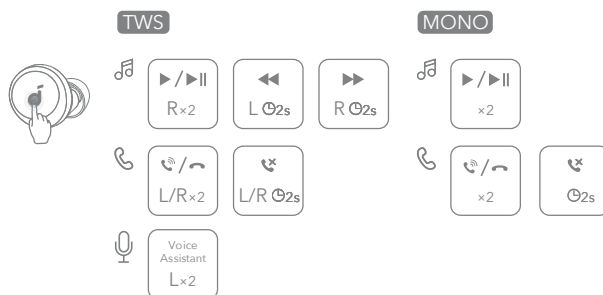 TWS
MONO
R×2
L 2s
R 2s
×2
L/R×2
L/R 2s
×2
2s
Voice
Assistant
L×2